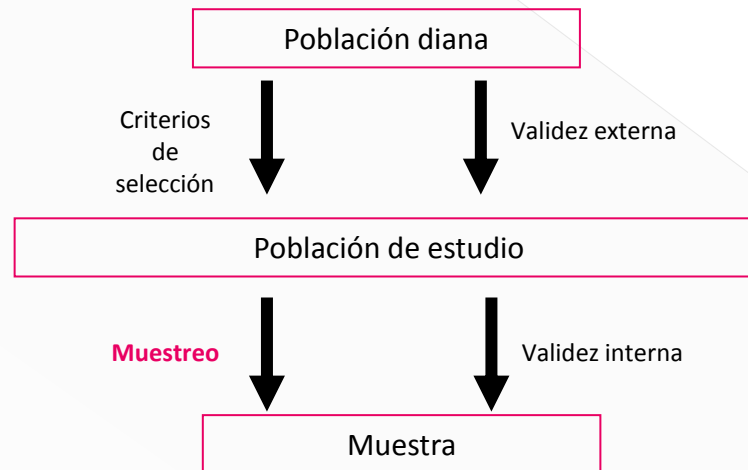 Población diana
Criterios
de
selección
Validez externa
Población de estudio
Muestreo
Validez interna
Muestra